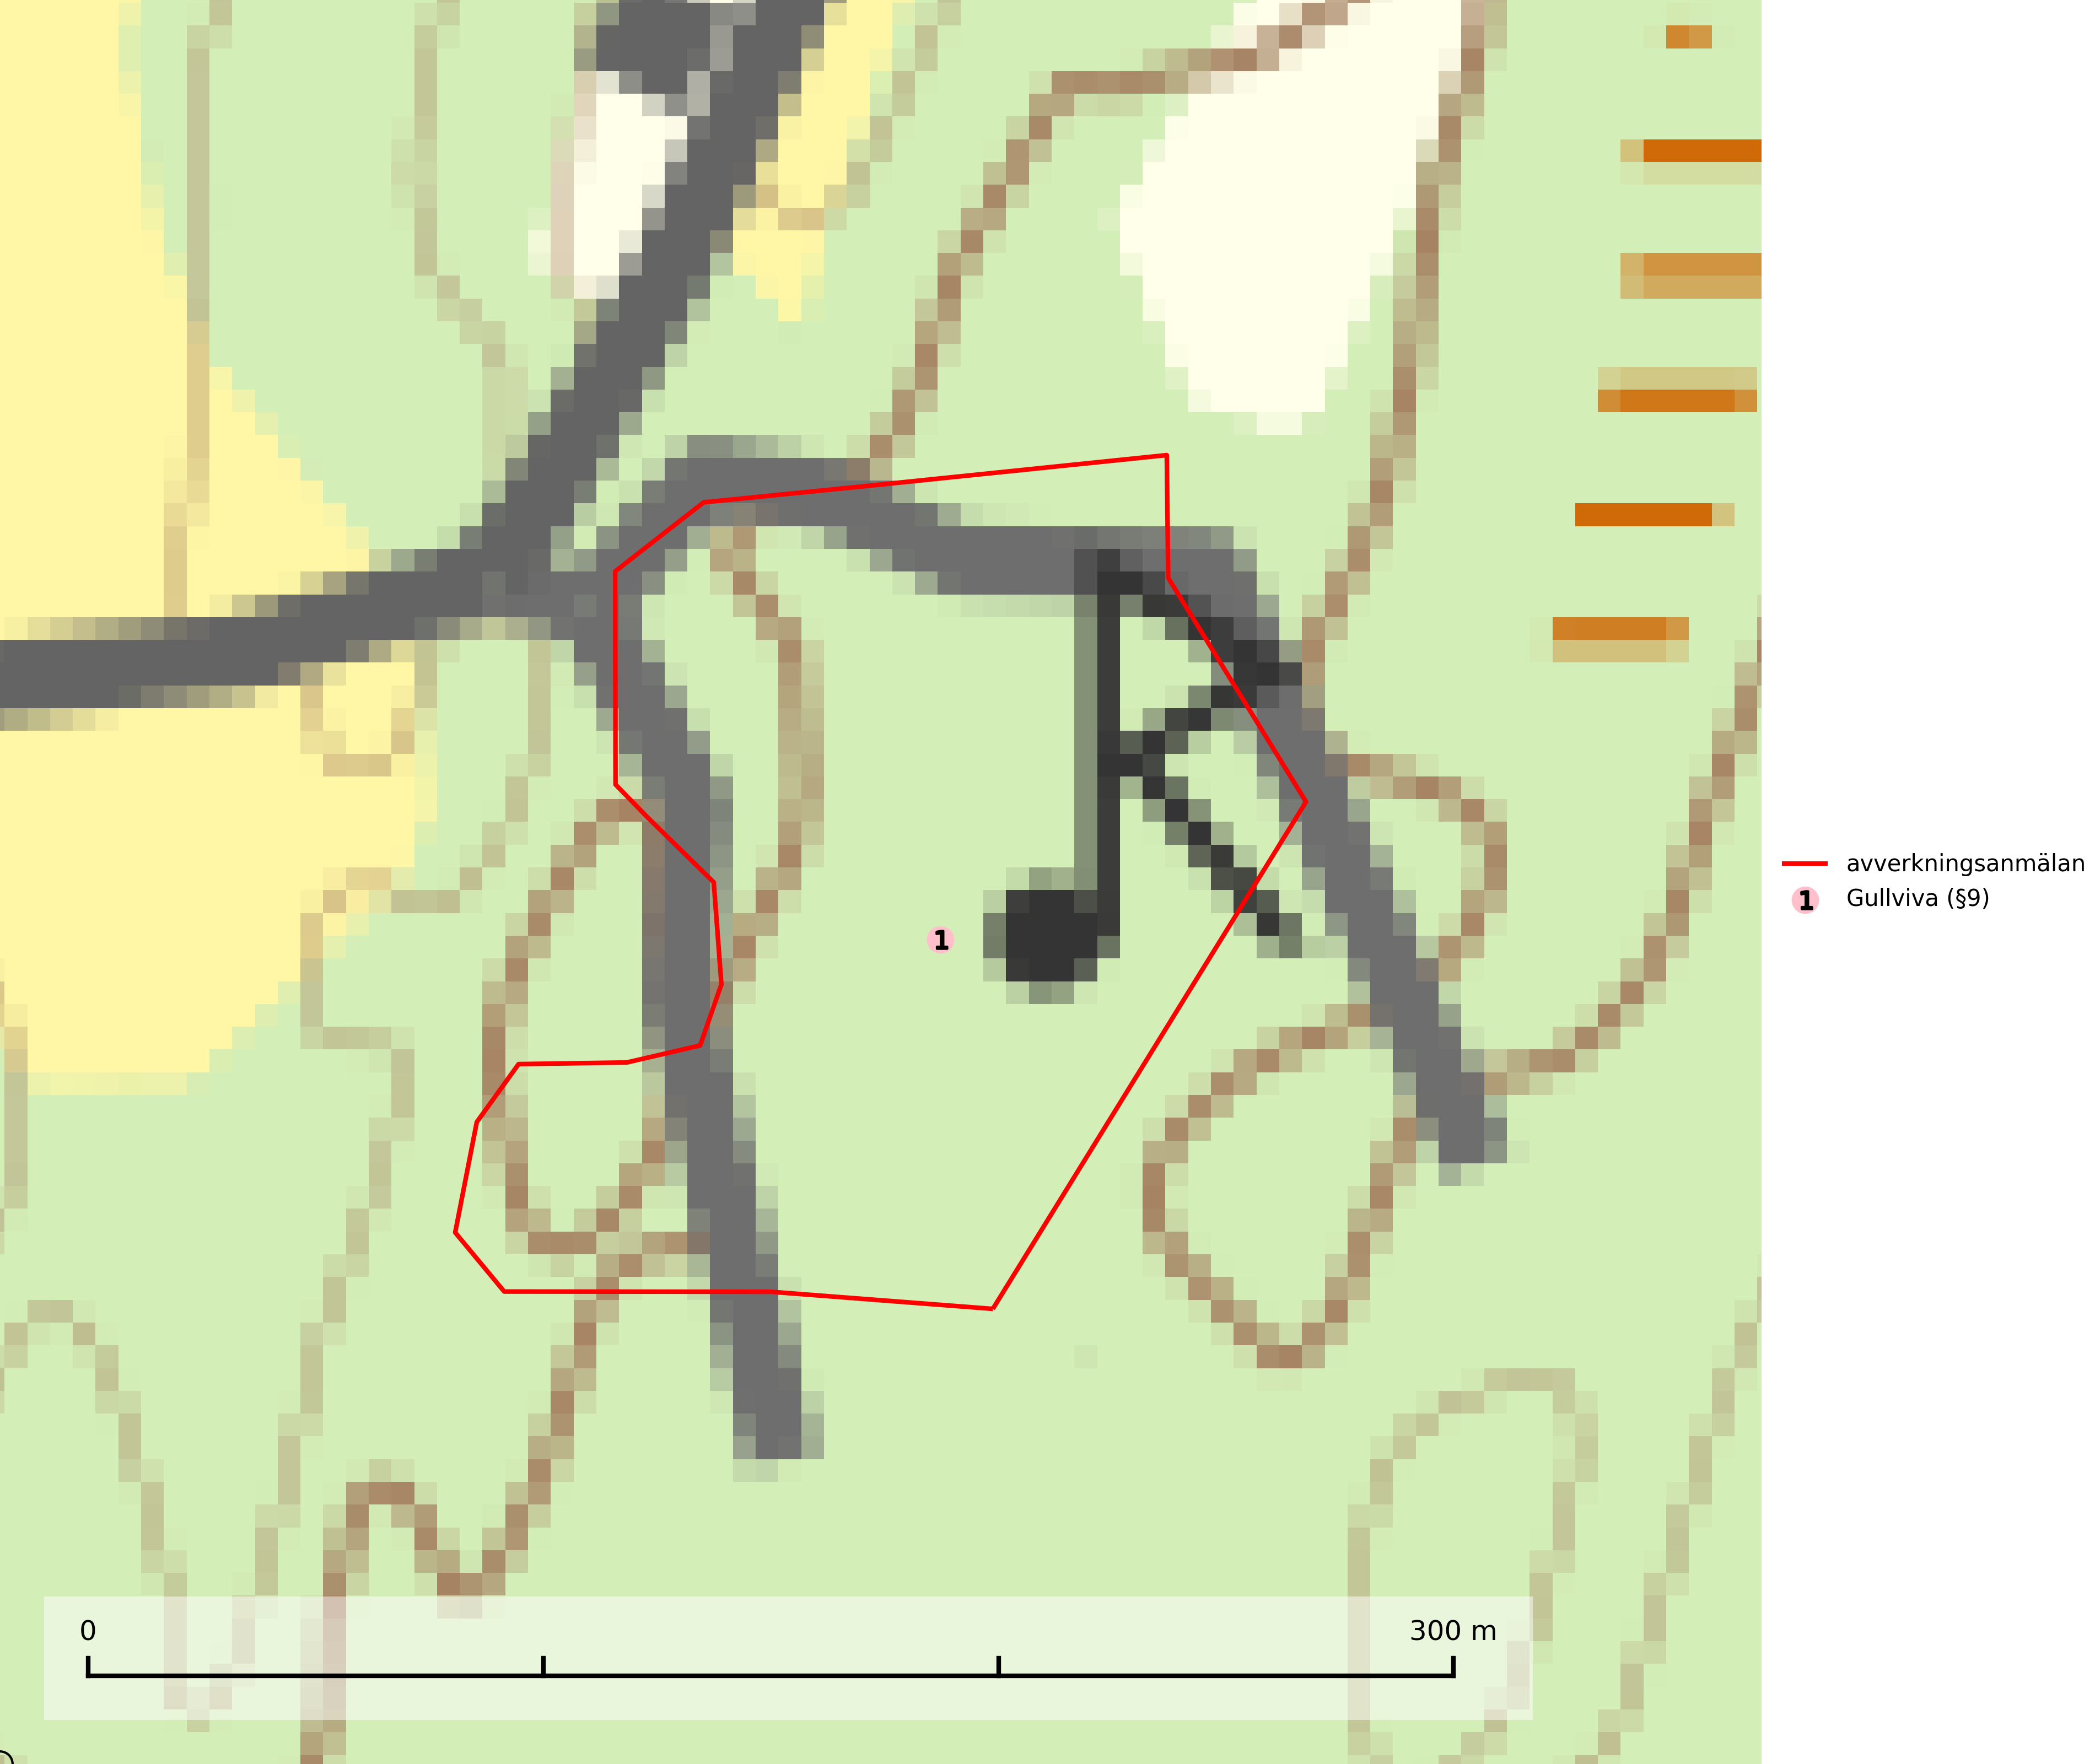 avverkningsanmälan
1 Gullviva (§9)
1
0 300 m